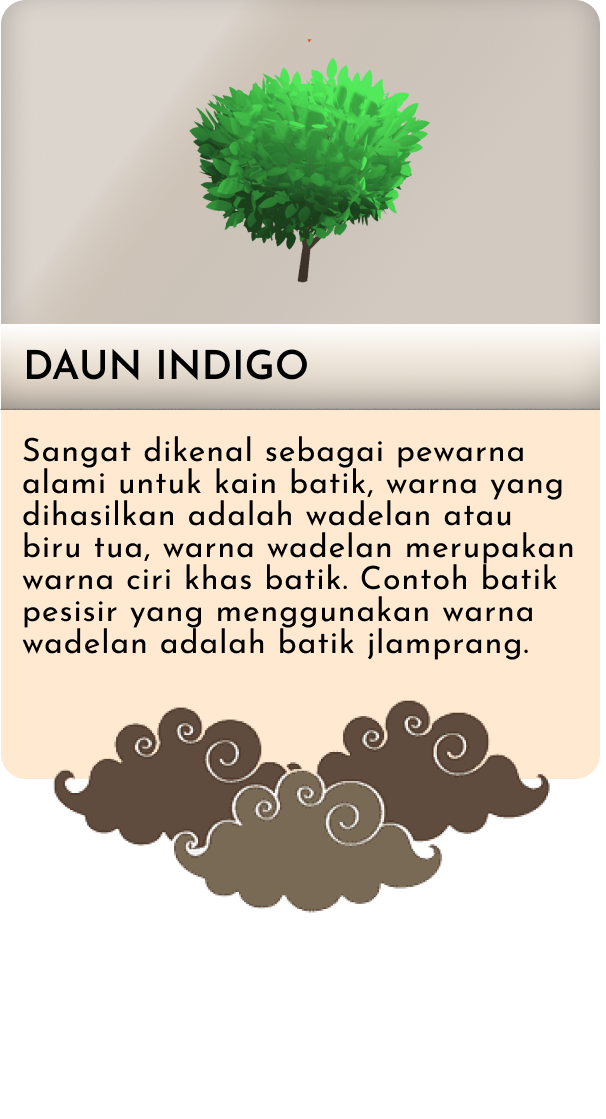 DAUN INDIGO
Sangat dikenal sebagai pewarna
alami untuk kain batik, warna yang
dihasilkan adalah wadelan atau
biru tua, warna wadelan merupakan
warna ciri khas batik. Contoh batik
pesisir yang menggunakan warna
wadelan adalah batik jlamprang.